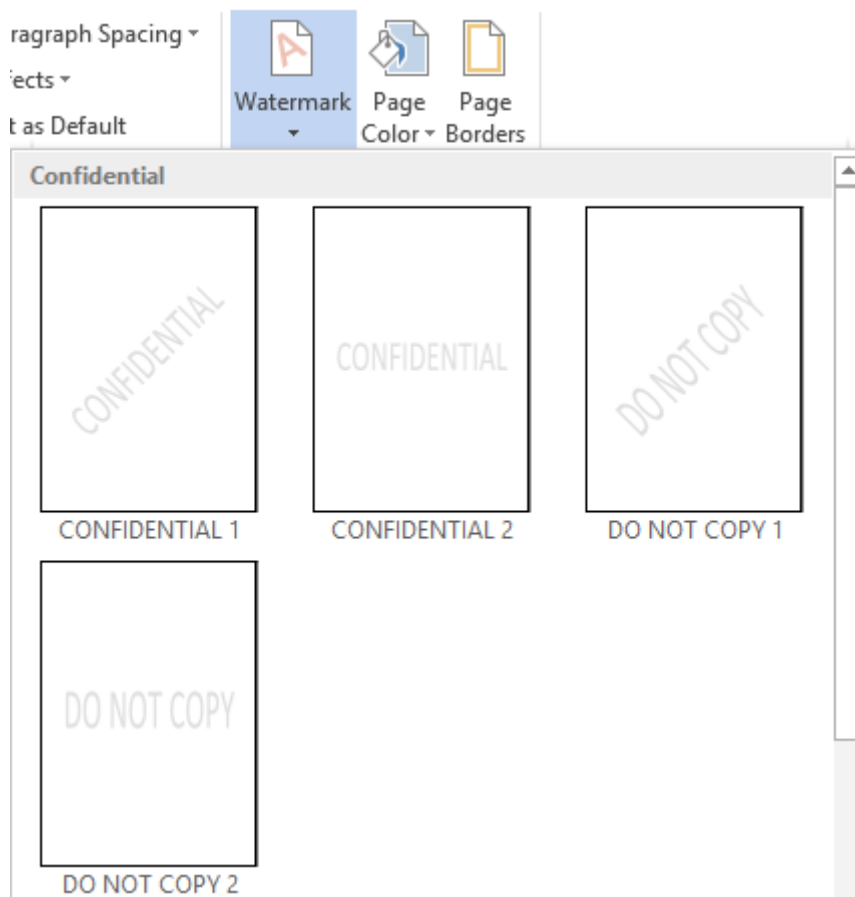 ragraph Spacing
fects
t as Default
Watermark
Page
Color
Page
Borders
Confidential
CONFIDENTIAL
CONFIDENTIAL
DO NOT COPY
CONFIDENTIAL 1
CONFIDENTIAL 2
DO NOT COPY 1
DO NOT COPY
DO NOT COPY 2